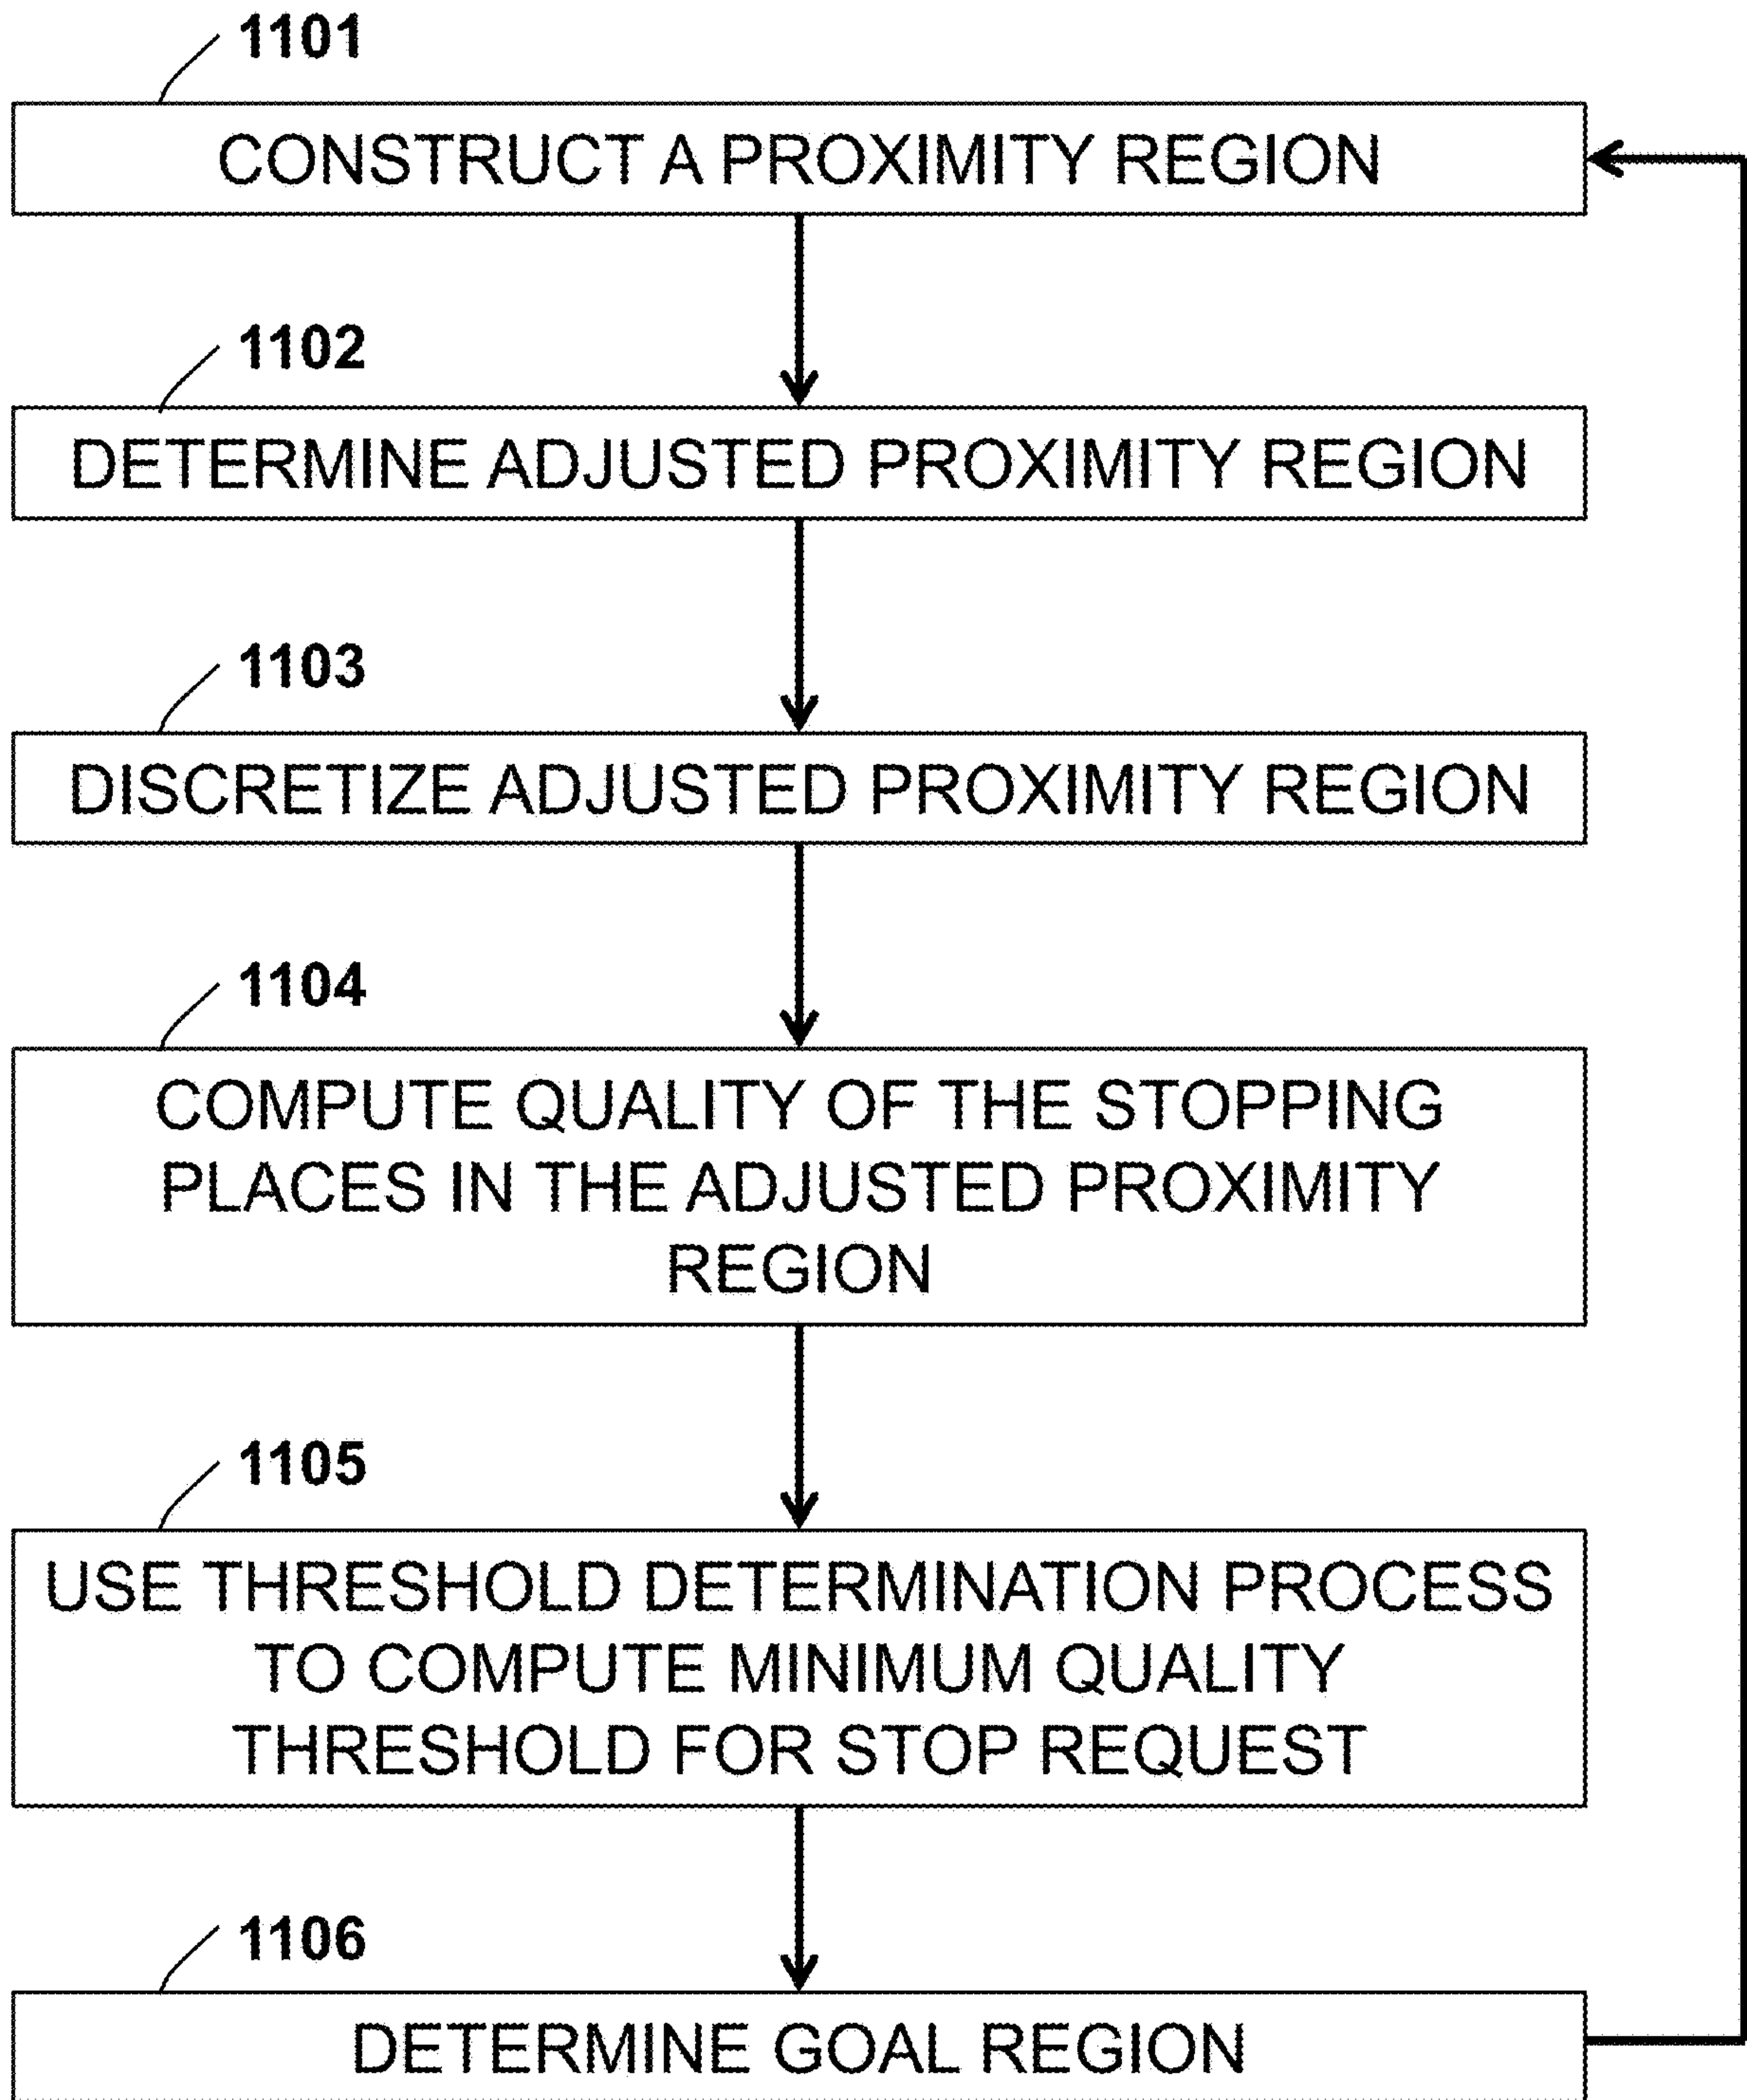 1101
CONSTRUCT A PROXIMITY REGION
1102
DETERMINE ADJUSTED PROXIMITY REGION
1103
DISCRETIZE ADJUSTED PROXIMITY REGION
1104
COMPUTE QUALITY OF THE STOPPING
PLACES IN THE ADJUSTED PROXIMITY
REGION
1105
USE THRESHOLD DETERMINATION PROCESS
TO COMPUTE MINIMUM QUALITY
THRESHOLD FOR STOP REQUEST
1106
DETERMINE GOAL REGION